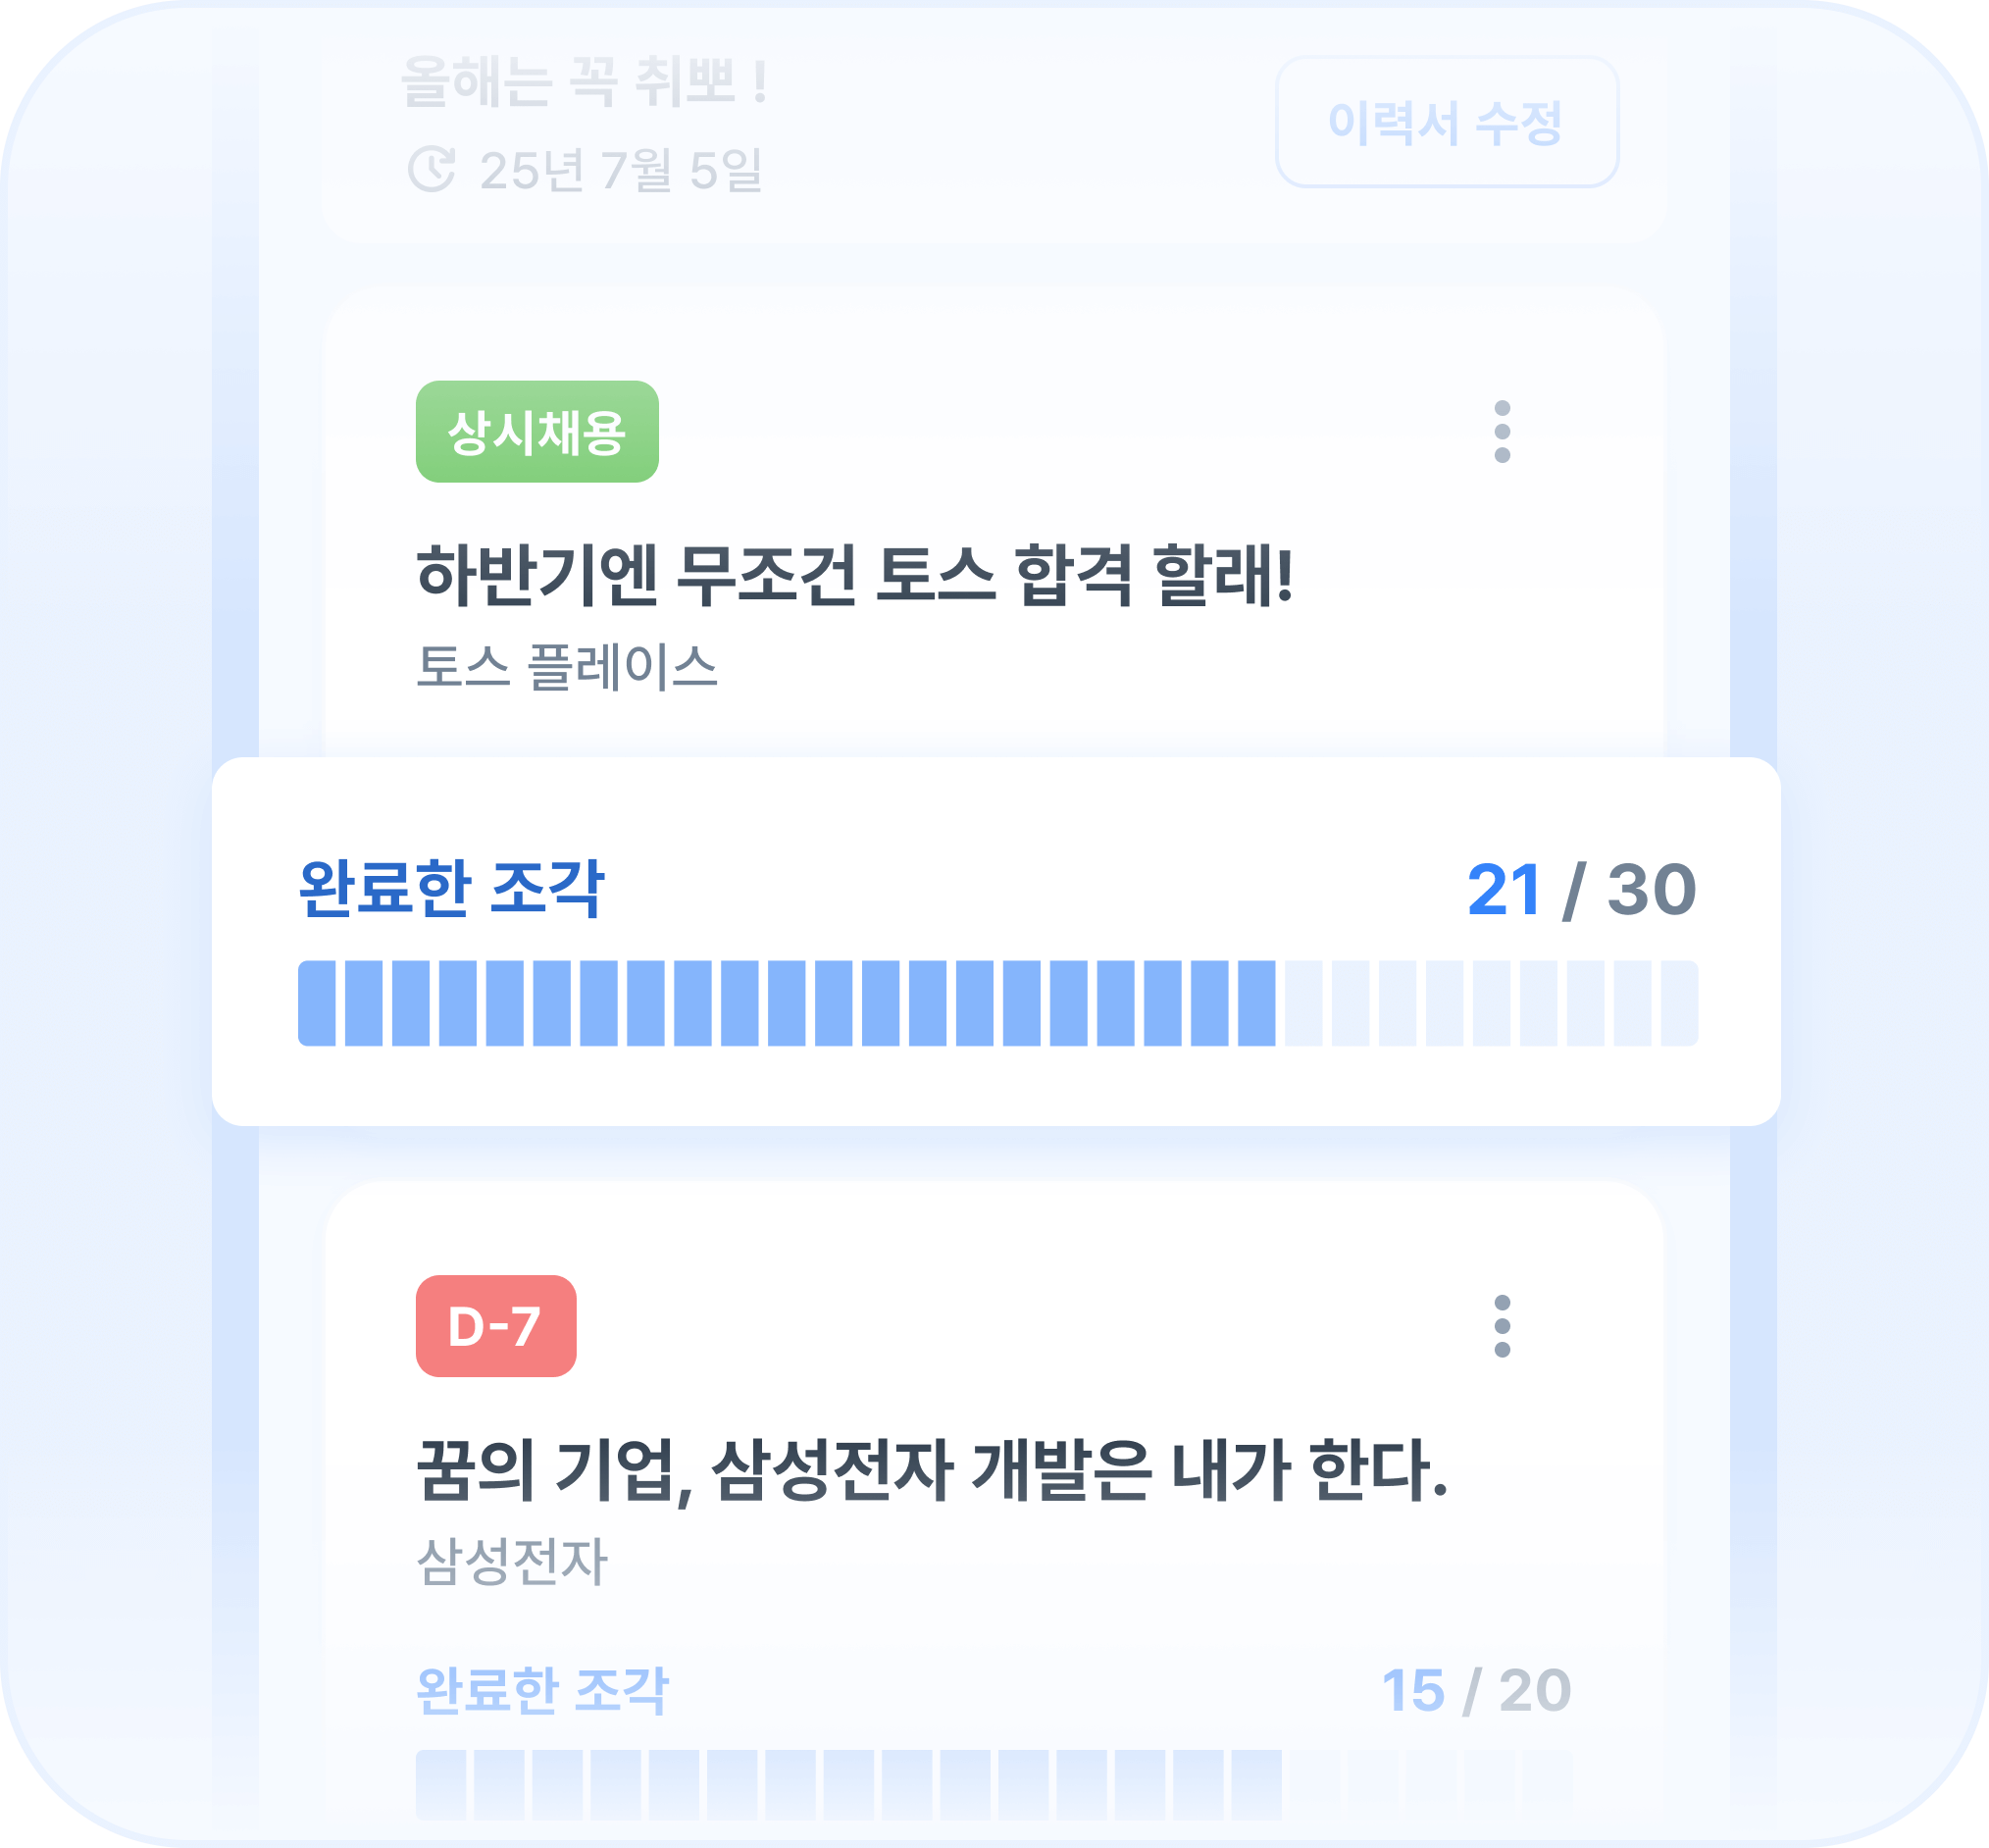 올해는 꼭 취뽀!
25년 7월 5일
이력서 수정
상시채용
하반기엔 무조건 토스 합격 할래!
토스 플레이스
완료한 조각
21 / 30
D-7
꿈의 기업, 삼성전자 개발은 내가 한다.
삼성전자
완료한 조각
15 / 20